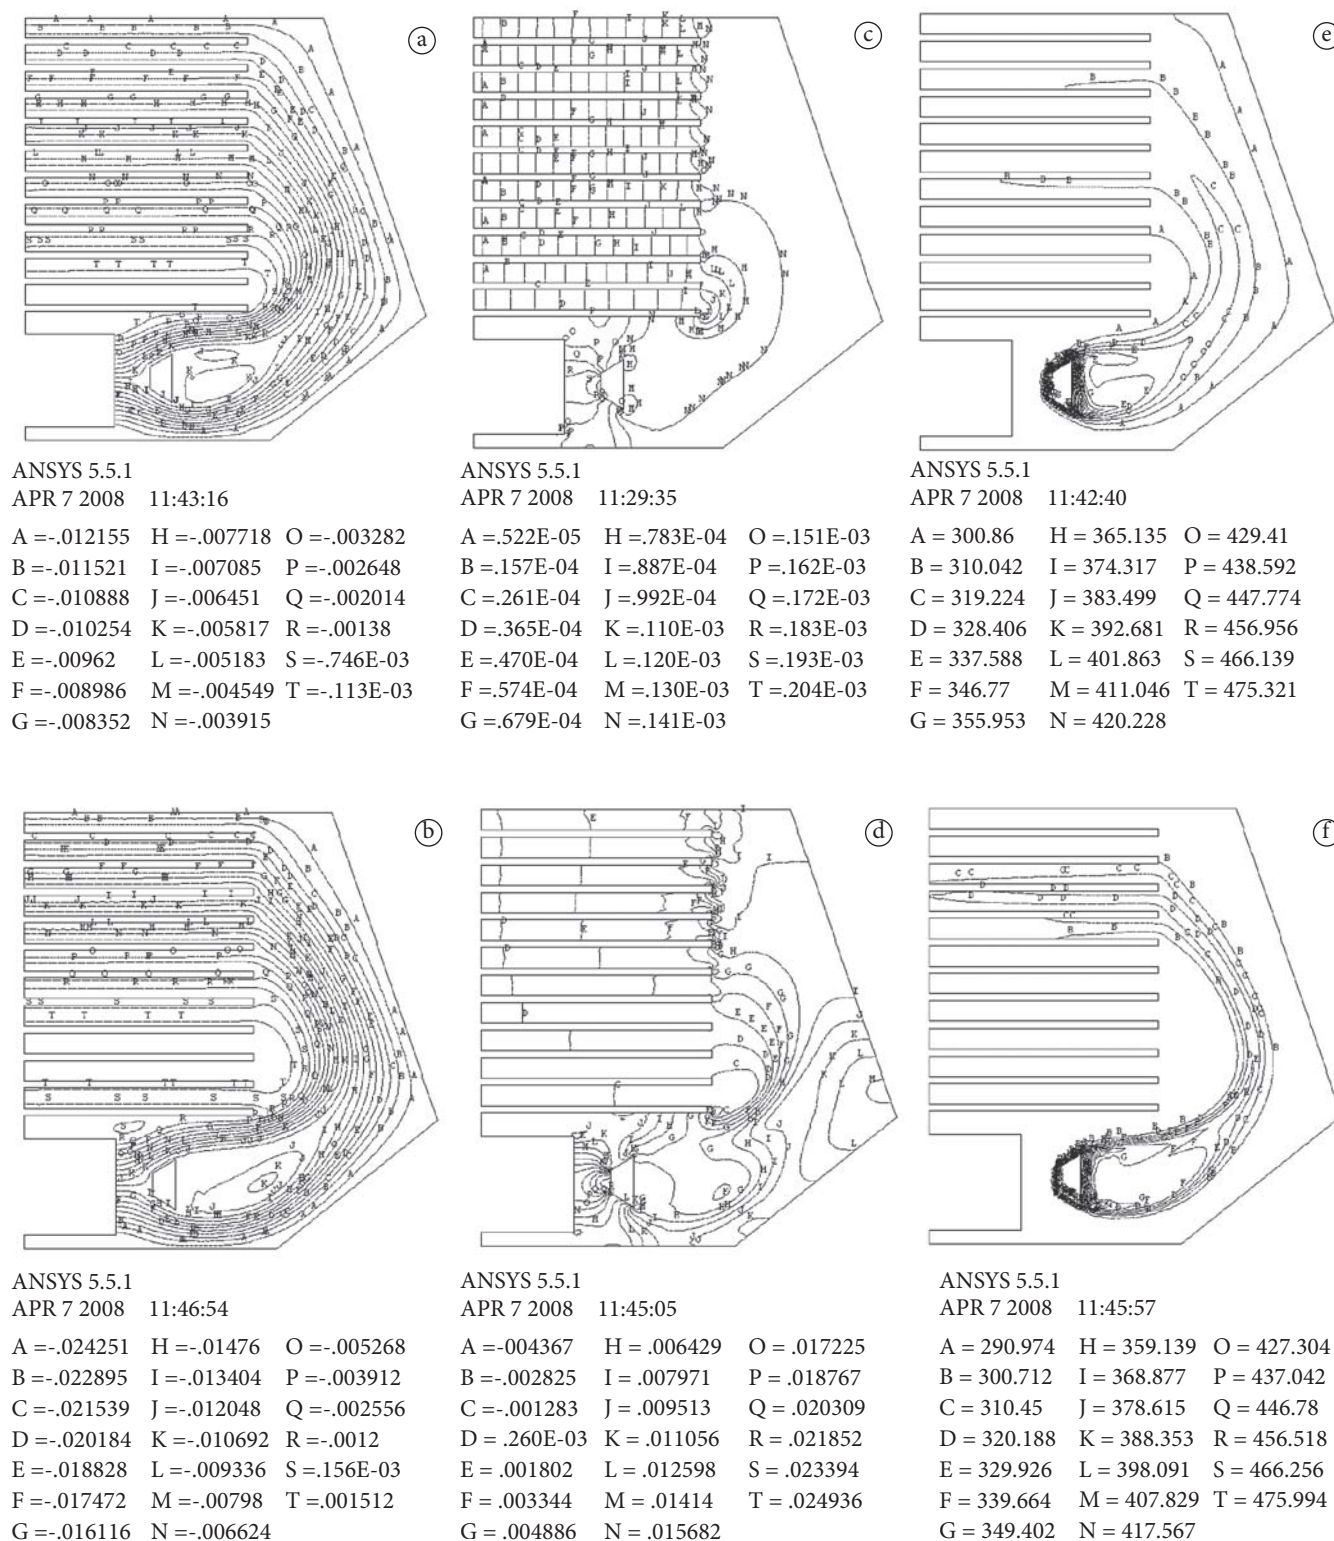 a
c
e
ANSYS 5.5.1
APR 7 2008 11:43:16
A =-.012155 H =-.007718 O =-.003282
B =-.011521 I =-.007085 P =-.002648
C =-.010888 J =-.006451 Q =-.002014
D =-.010254 K =-.005817 R =-.00138
E =-.00962 L =-.005183 S =-.746E-03
F =-.008986 M =-.004549 T =-.113E-03
G =-.008352 N =-.003915
ANSYS 5.5.1
APR 7 2008 11:29:35
A =.522E-05 H =.783E-04 O =.151E-03
B =.157E-04 I =.887E-04 P =.162E-03
C =.261E-04 J =.992E-04 Q =.172E-03
D =.365E-04 K =.110E-03 R =.183E-03
E =.470E-04 L =.120E-03 S =.193E-03
F =.574E-04 M =.130E-03 T =.204E-03
G =.679E-04 N =.141E-03
ANSYS 5.5.1
APR 7 2008 11:42:40
A = 300.86 H = 365.135 O = 429.41
B = 310.042 I = 374.317 P = 438.592
C = 319.224 J = 383.499 Q = 447.774
D = 328.406 K = 392.681 R = 456.956
E = 337.588 L = 401.863 S = 466.139
F = 346.77 M = 411.046 T = 475.321
G = 355.953 N = 420.228
b
d
f
ANSYS 5.5.1
APR 7 2008 11:46:54
A =-.024251 H =-.01476 O =-.005268
B =-.022895 I =-.013404 P =-.003912
C =-.021539 J =-.012048 Q =-.002556
D =-.020184 K =-.010692 R =-.0012
E =-.018828 L =-.009336 S =.156E-03
F =-.017472 M =-.00798 T =.001512
G =-.016116 N =-.006624
ANSYS 5.5.1
APR 7 2008 11:45:05
A =-004367 H = .006429 O = .017225
B =-.002825 I = .007971 P = .018767
C =-.001283 J = .009513 Q = .020309
D = .260E-03 K = .011056 R = .021852
E = .001802 L = .012598 S = .023394
F = .003344 M = .01414 T = .024936
G = .004886 N = .015682
ANSYS 5.5.1
APR 7 2008 11:45:57
A = 290.974 H = 359.139 O = 427.304
B = 300.712 I = 368.877 P = 437.042
C = 310.45 J = 378.615 Q = 446.78
D = 320.188 K = 388.353 R = 456.518
E = 329.926 L = 398.091 S = 466.256
F = 339.664 M = 407.829 T = 475.994
G = 349.402 N = 417.567